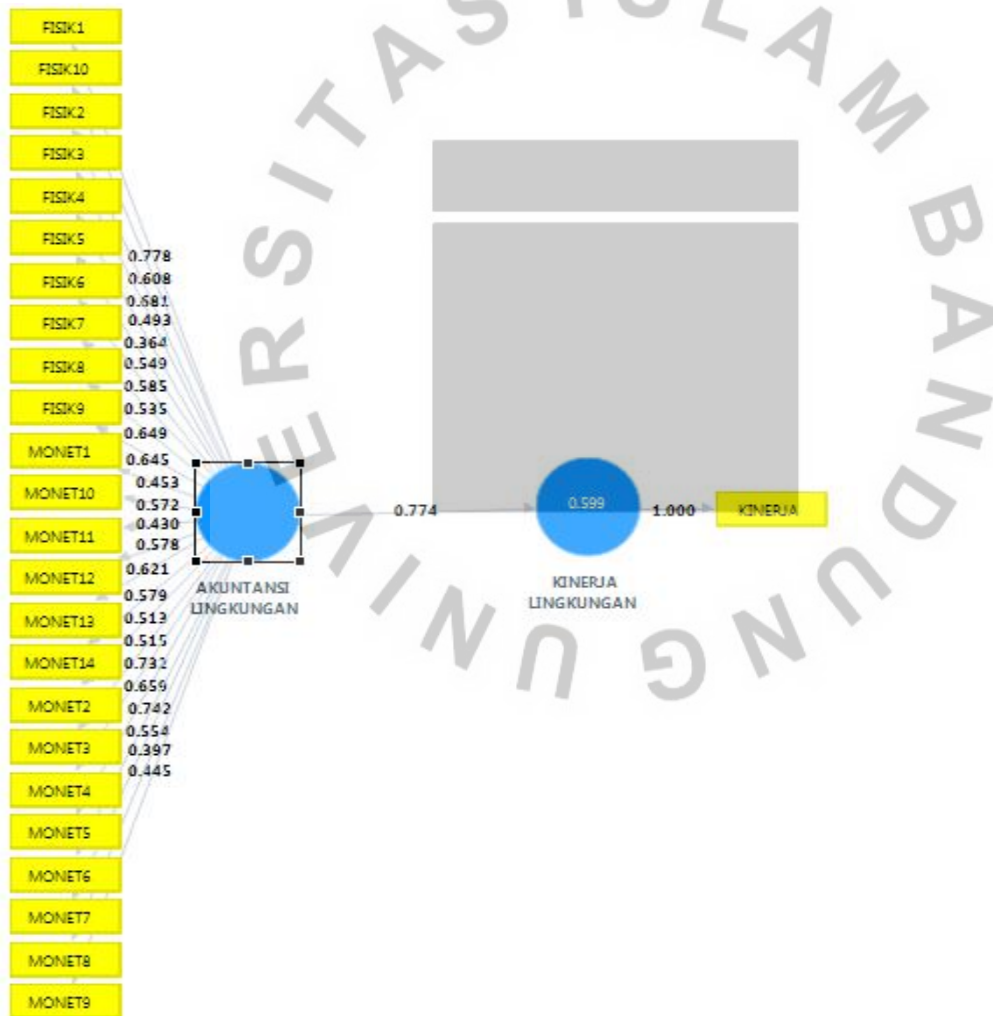 FISIK1
FISIK10
FISIK2
FISIK3
FISIK4
FISIK5
FISIK6
FISIK7
FISIK8
FISIK9
MONET1
MONET10
MONET11
MONET12
MONET13
MONET14
MONET2
MONET3
MONET4
MONET5
MONET6
MONET7
MONET8
MONET9
0.778
0.608
0.681
0.493
0.364
0.549
0.585
0.535
0.649
0.645
0.453
0.572
0.430
0.578
0.621
0.579
0.513
0.515
0.732
0.659
0.742
0.554
0.397
0.445
AKUNTANSI
LINGKUNGAN
0.774
0.599
KINERJA
LINGKUNGAN
1.000
KINERJA
UNIVERSITAS ISLAM BANDUNG